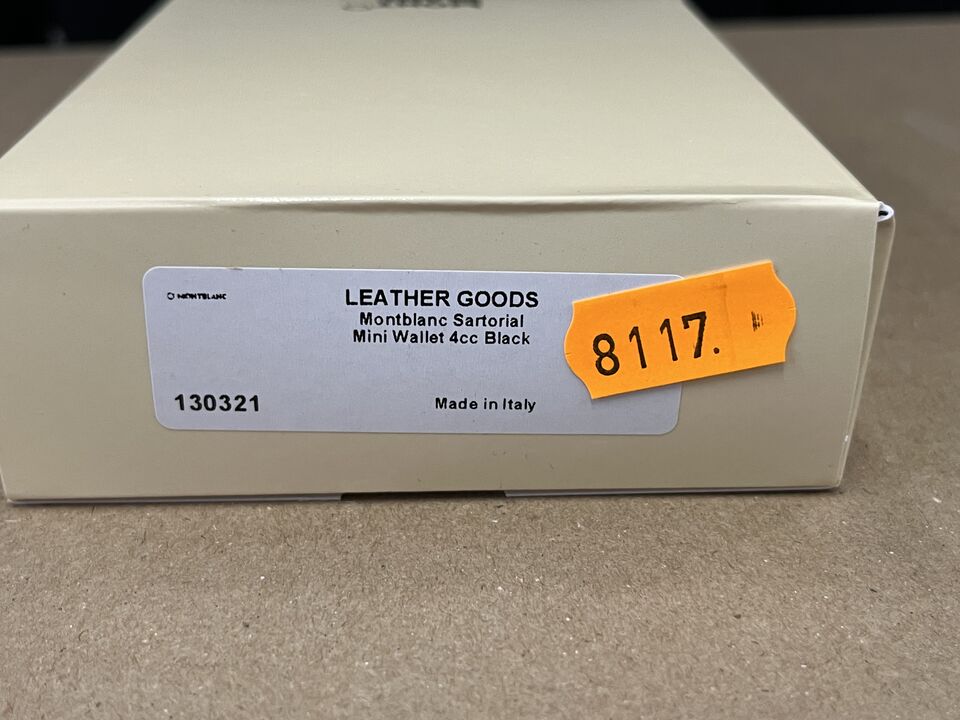 MONTBLANC
LEATHER GOODS
Montblanc Sartorial
Mini Wallet 4cc Black
130321
Made in Italy
8117.